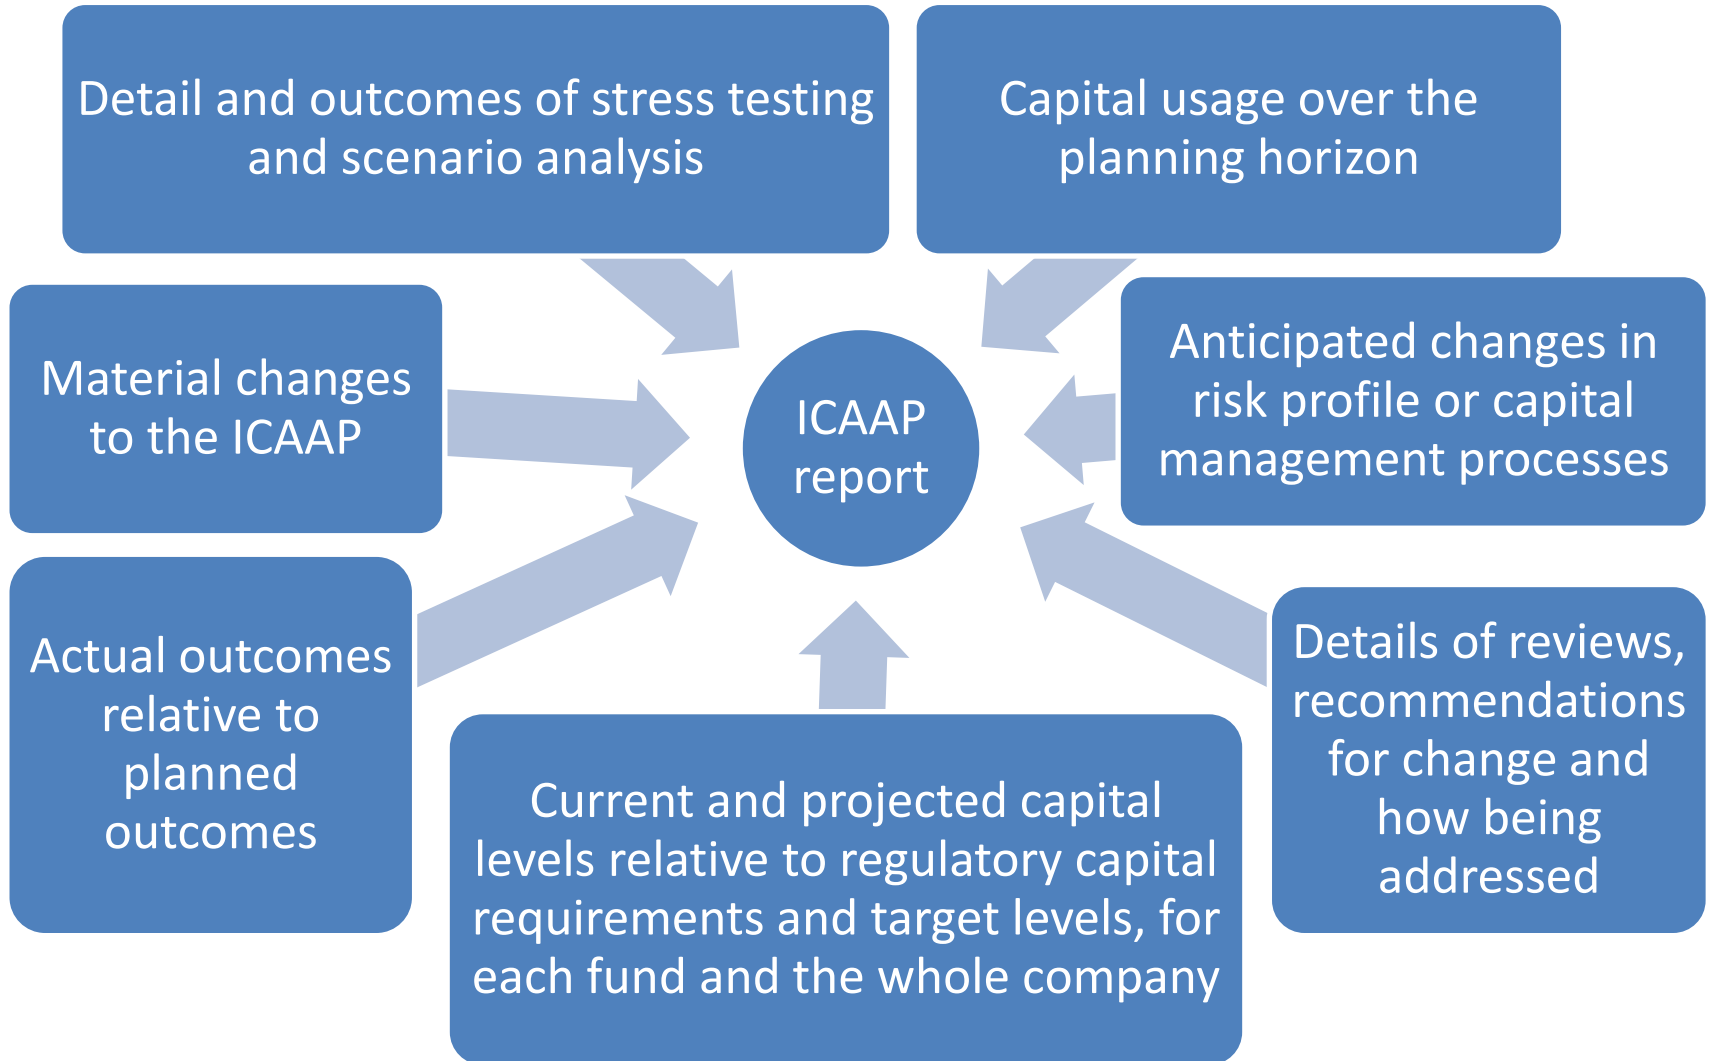 Detail and outcomes of stress testing
and scenario analysis
Capital usage over the
planning horizon
Material changes
to the ICAAP
ICAAP
report
Anticipated changes in
risk profile or capital
management processes
Actual outcomes
relative to
planned
outcomes
Current and projected capital
levels relative to regulatory capital
requirements and target levels, for
each fund and the whole company
Details of reviews,
recommendations
for change and
how being
addressed